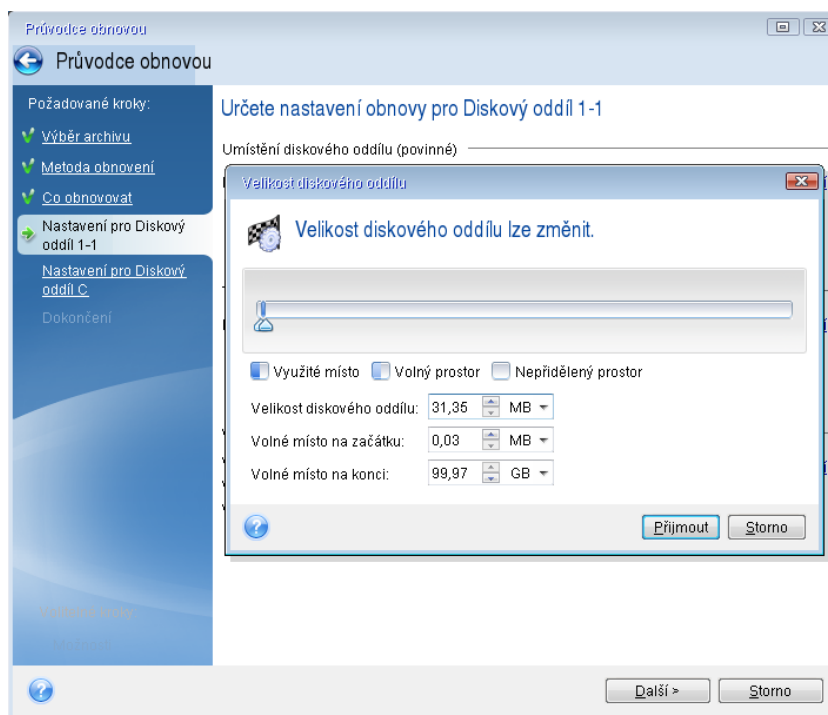 Průvodce obnovou
Průvodce obnovou
Požadované kroky:
Výběr archivu
Metoda obnovení
Co obnovovat
Nastavení pro Diskový
oddíl 1-1
Nastavení pro Diskový
oddíl C
Dokončení
Určete nastavení obnovy pro Diskový oddíl 1-1
Umístění diskového oddílu (povinné)
Velikost diskového oddílu
Velikost diskového oddílu lze změnit.
Využité místo Volný prostor Nepřidělený prostor
Velikost diskového oddílu: 31,35 MB
Volné místo na začátku: 0,03 MB
Volné místo na konci: 99,97 GB
? Přijmout Storno
? Další > Storno